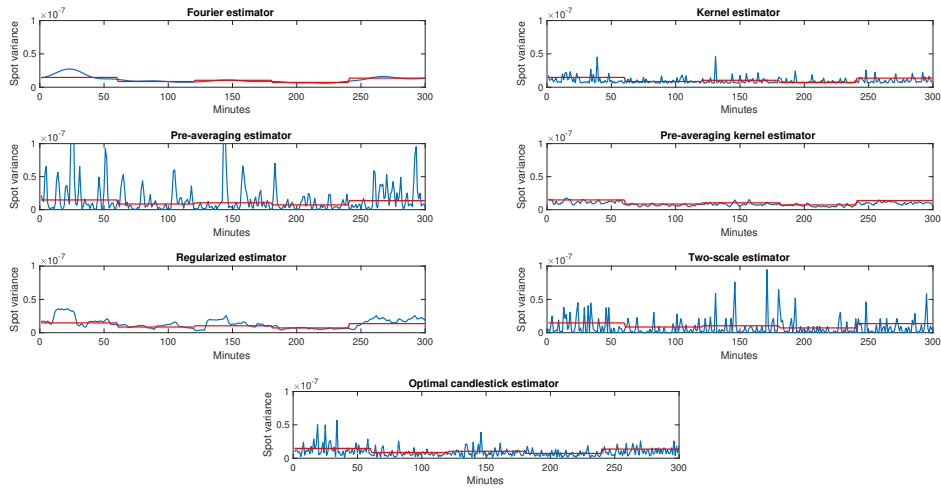 Fourier estimator
×10^-7
1
0.5
0
Spot variance
0 50 100 150 200 250 300
Minutes
Kernel estimator
×10^-7
1
0.5
0
Spot variance
0 50 100 150 200 250 300
Minutes
Pre-averaging estimator
×10^-7
1
0.5
0
Spot variance
0 50 100 150 200 250 300
Minutes
Pre-averaging kernel estimator
×10^-7
1
0.5
0
Spot variance
0 50 100 150 200 250 300
Minutes
Regularized estimator
×10^-7
1
0.5
0
Spot variance
0 50 100 150 200 250 300
Minutes
Two-scale estimator
×10^-7
1
0.5
0
Spot variance
0 50 100 150 200 250 300
Minutes
Optimal candlestick estimator
×10^-7
1
0.5
0
Spot variance
0 50 100 150 200 250 300
Minutes